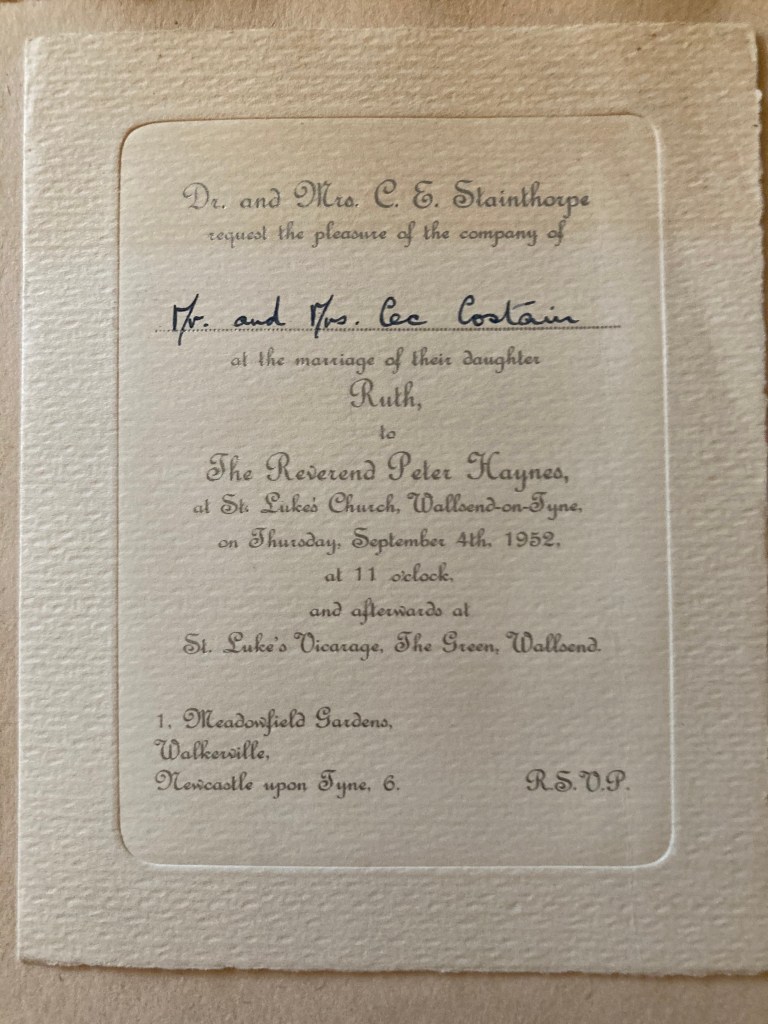 Dr. and Mrs. C. E. Stainthorpe
request the pleasure of the company of
Mr. and Mrs. Cec Costain
at the marriage of their daughter
Ruth,
to
The Reverend Peter Haynes,
at St. Luke's Church, Wallsend-on-Tyne,
on Thursday, September 4th, 1952,
at 11 o'clock,
and afterwards at
St. Luke's Vicarage, The Green, Wallsend.
1, Meadowfield Gardens,
Walkerville,
Newcastle upon Tyne, 6. R.S.V.P.